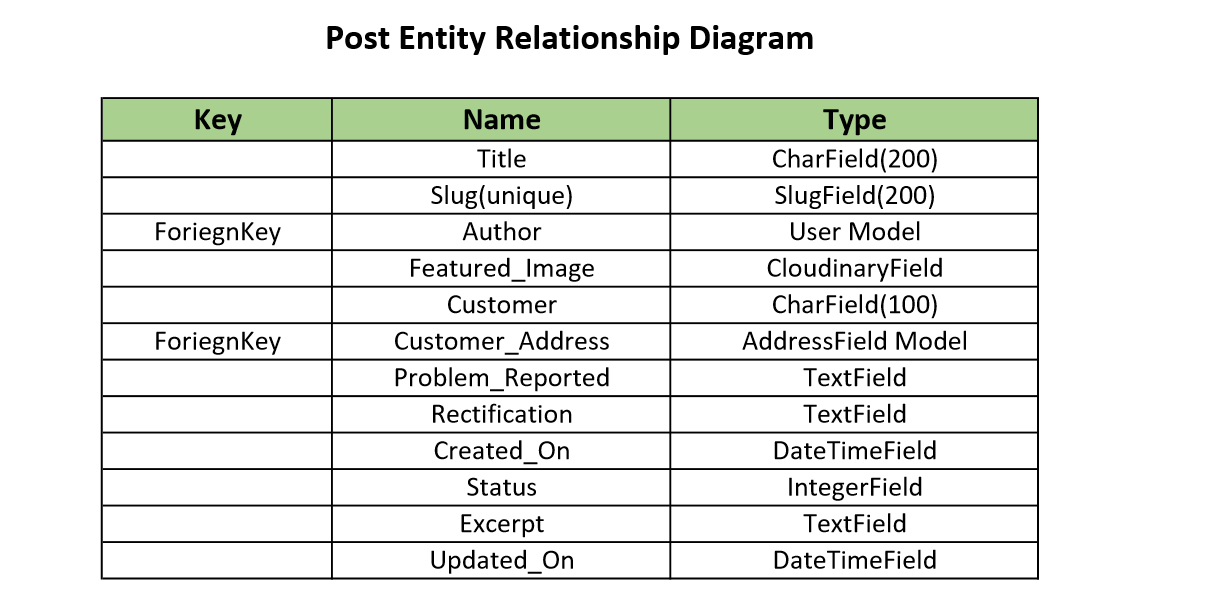 Post Entity Relationship Diagram
Key Name Type
Title CharField(200)
Slug(unique) SlugField(200)
ForiegnKey Author User Model
Featured_Image CloudinaryField
Customer CharField(100)
ForiegnKey Customer_Address AddressField Model
Problem_Reported TextField
Rectification TextField
Created_On DateTimeField
Status IntegerField
Excerpt TextField
Updated_On DateTimeField